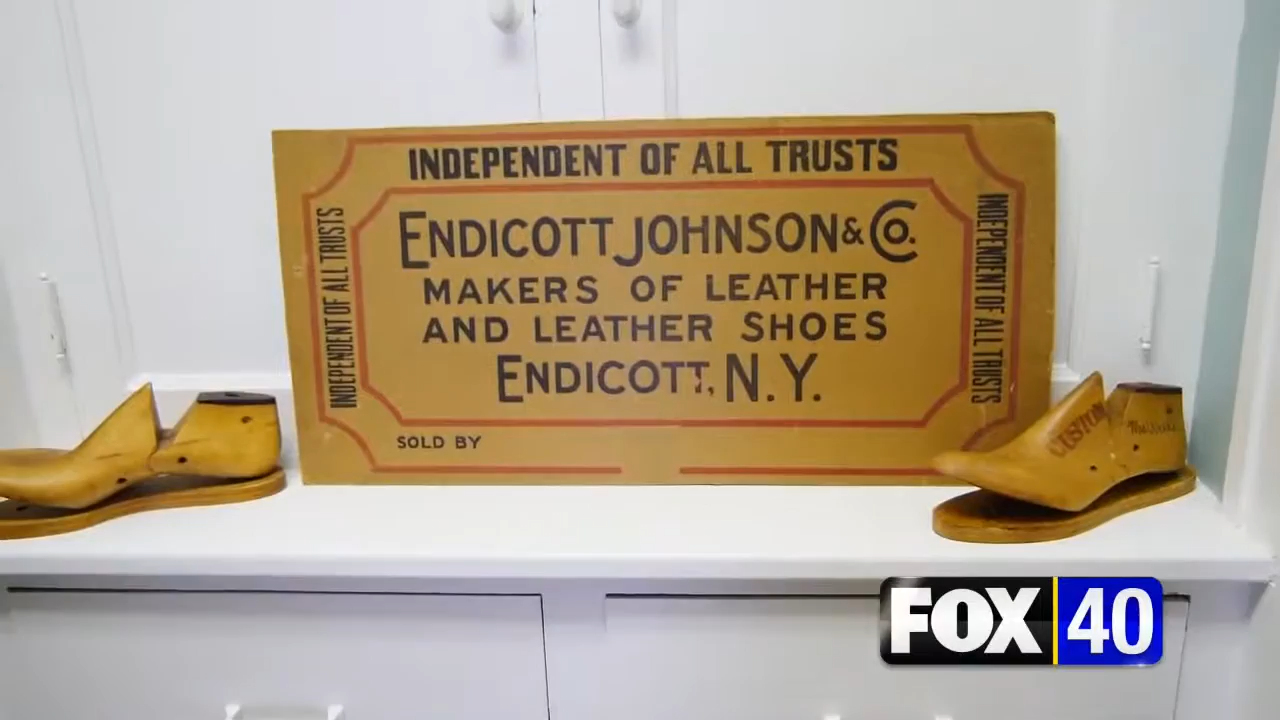 INDEPENDENT OF ALL TRUSTS
INDEPENDENT OF ALL TRUSTS
ENDICOTT JOHNSON & CO.
MAKERS OF LEATHER
AND LEATHER SHOES
ENDICOTT, N.Y.
INDEPENDENT OF ALL TRUSTS
SOLD BY
CUSTOM
FOX 40